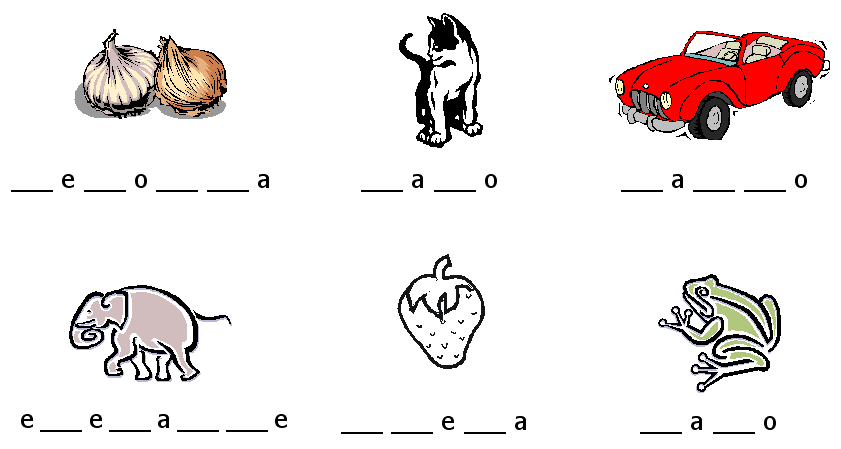 ___ e ___ o ___ ___ a
___ a ___ o
___ a ___ ___ o
e ___ e ___ a ___ ___ e
___ ___ e ___ a
___ a ___ o